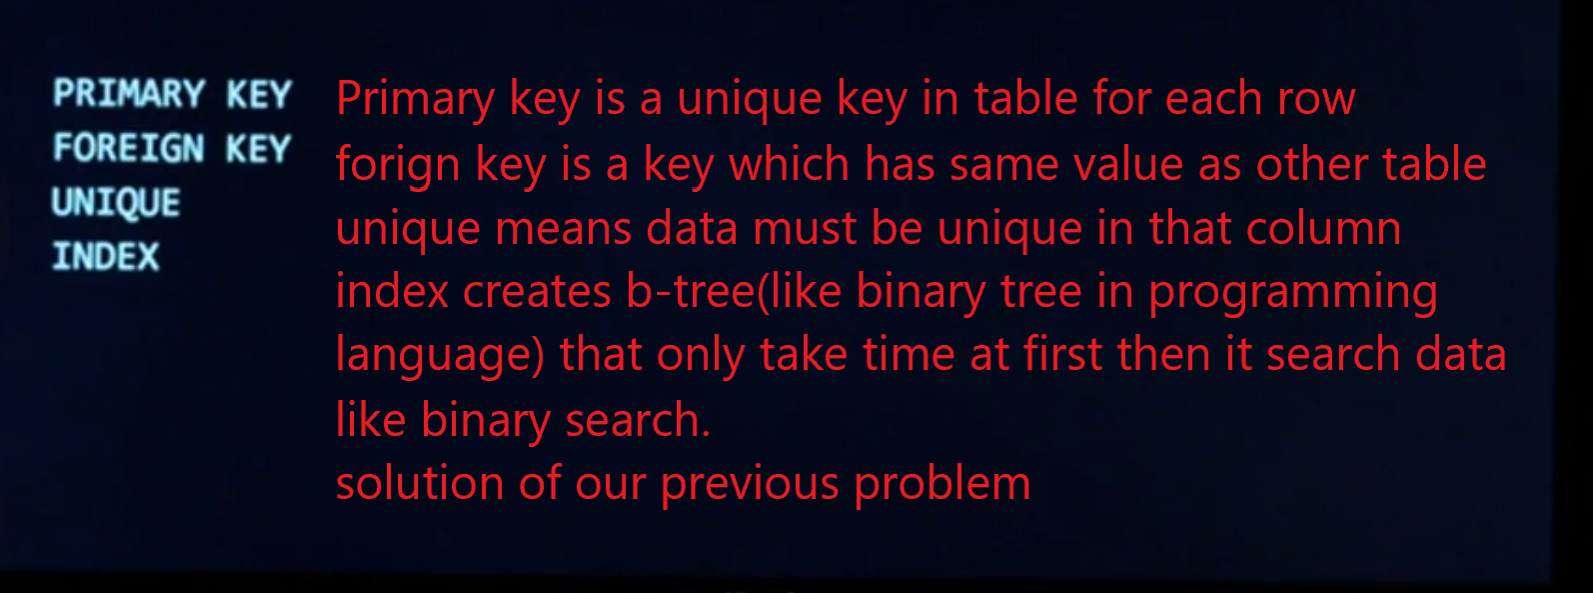 PRIMARY KEY Primary key is a unique key in table for each row
FOREIGN KEY forign key is a key which has same value as other table
UNIQUE unique means data must be unique in that column
INDEX index creates b-tree(like binary tree in programming
language) that only take time at first then it search data
like binary search.
solution of our previous problem